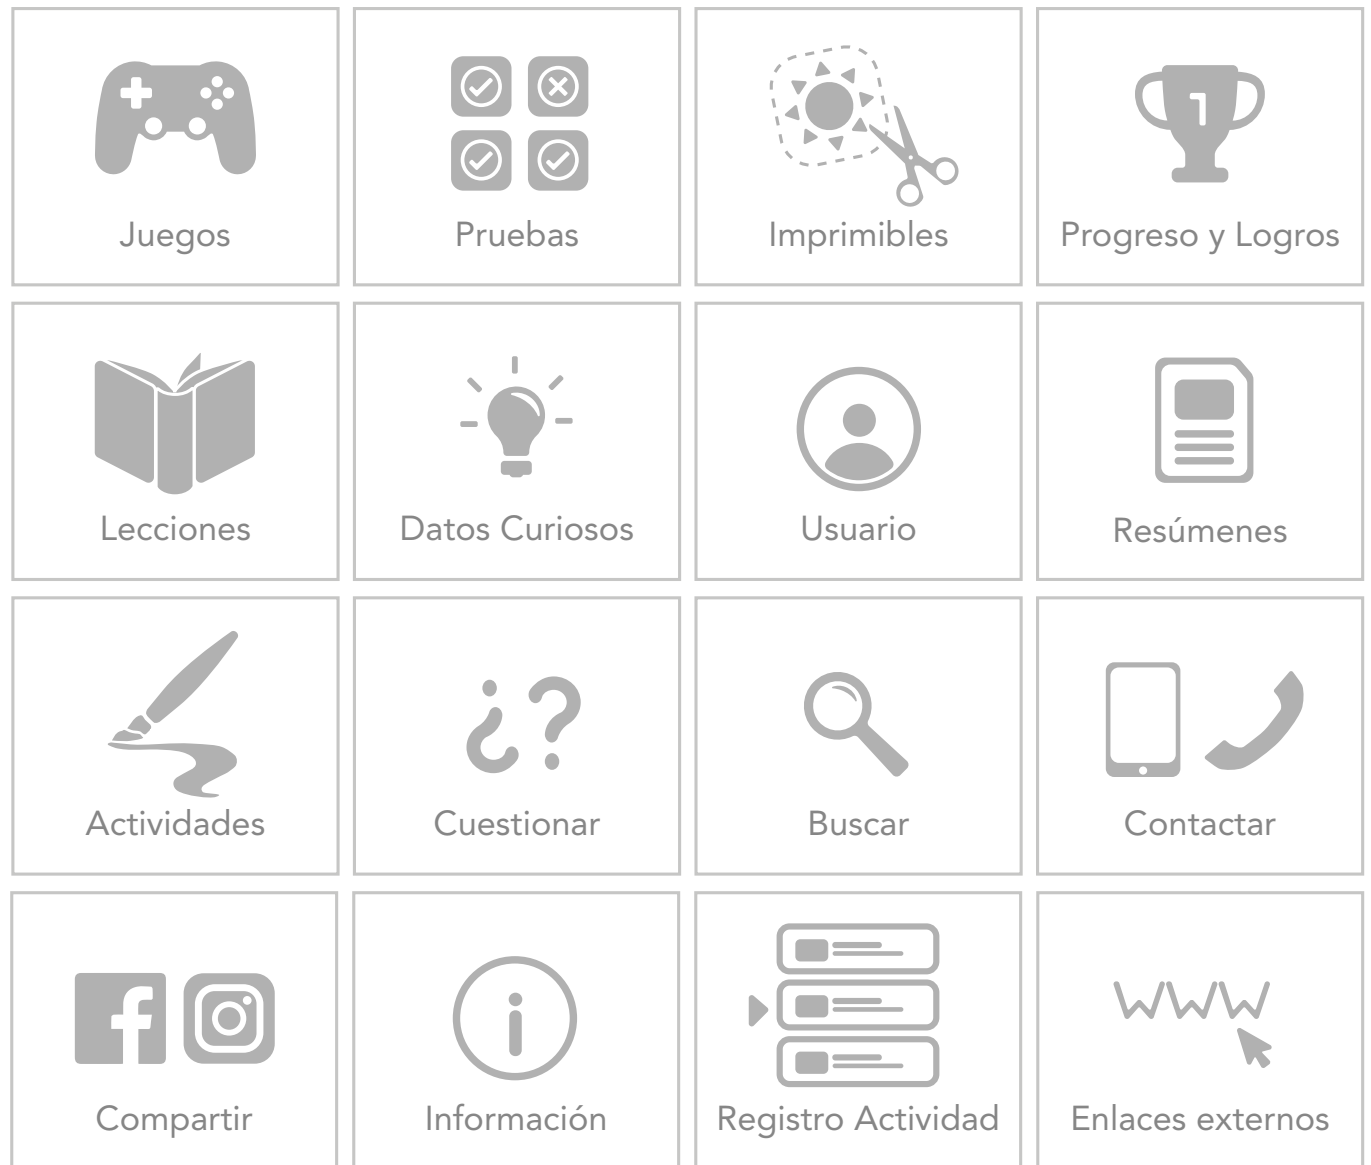 1
Juegos
Pruebas
Imprimibles
Progreso y Logros
Lecciones
Datos Curiosos
Usuario
Resúmenes
¿?
Actividades
Cuestionar
Buscar
Contactar
f
i
www
Compartir
Información
Registro Actividad
Enlaces externos